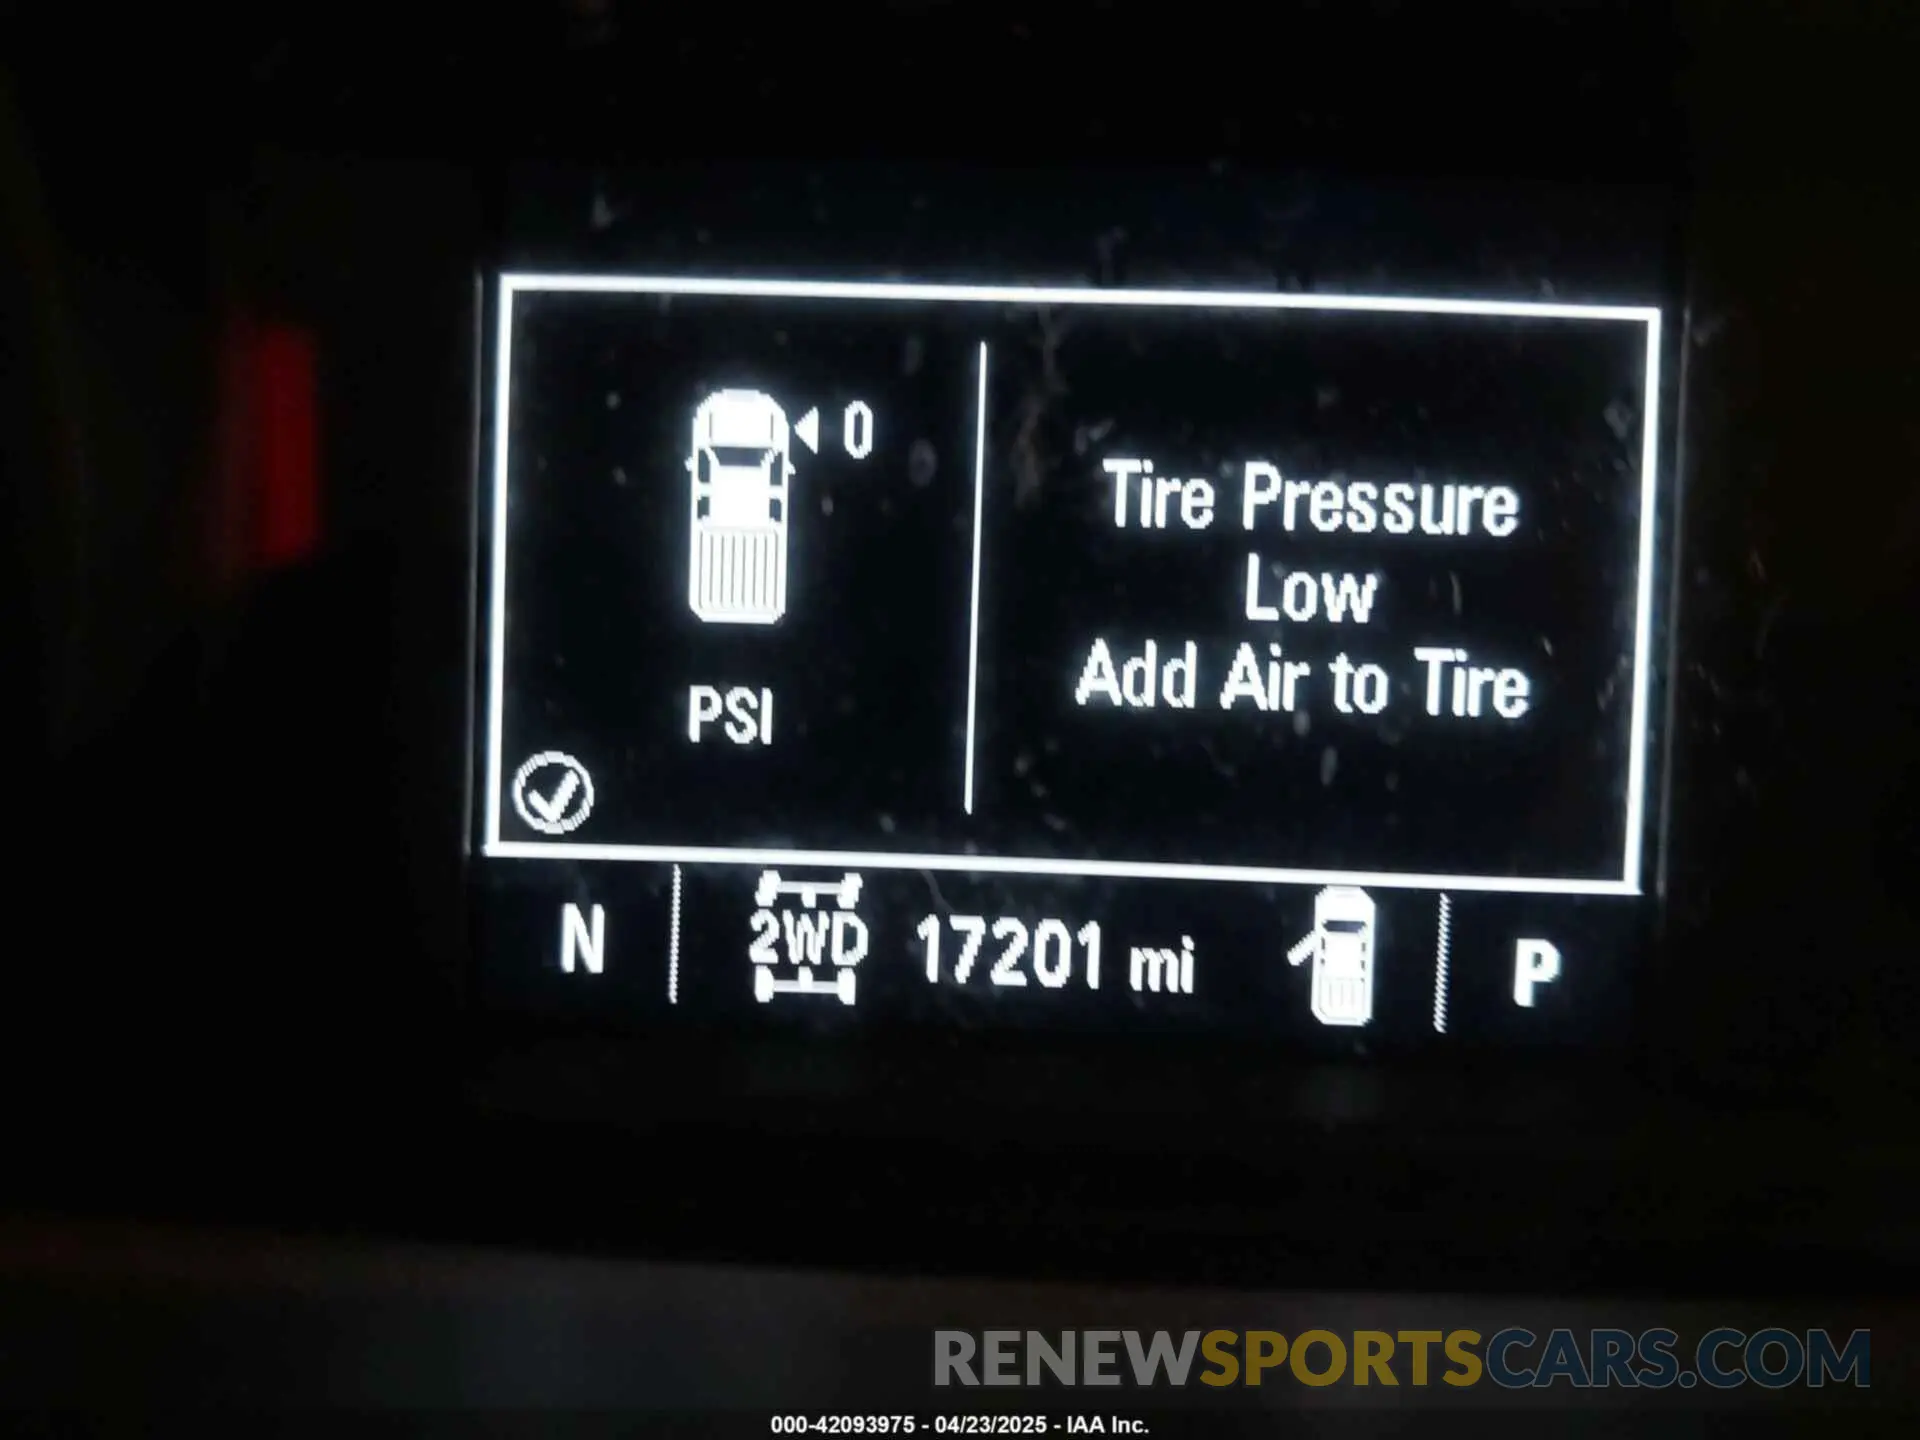 0
PSI
Tire Pressure
Low
Add Air to Tire
N 2WD 17201 mi P
RENEWSPORTSCARS.COM
000-42093975 - 04/23/2025 - IAA Inc.